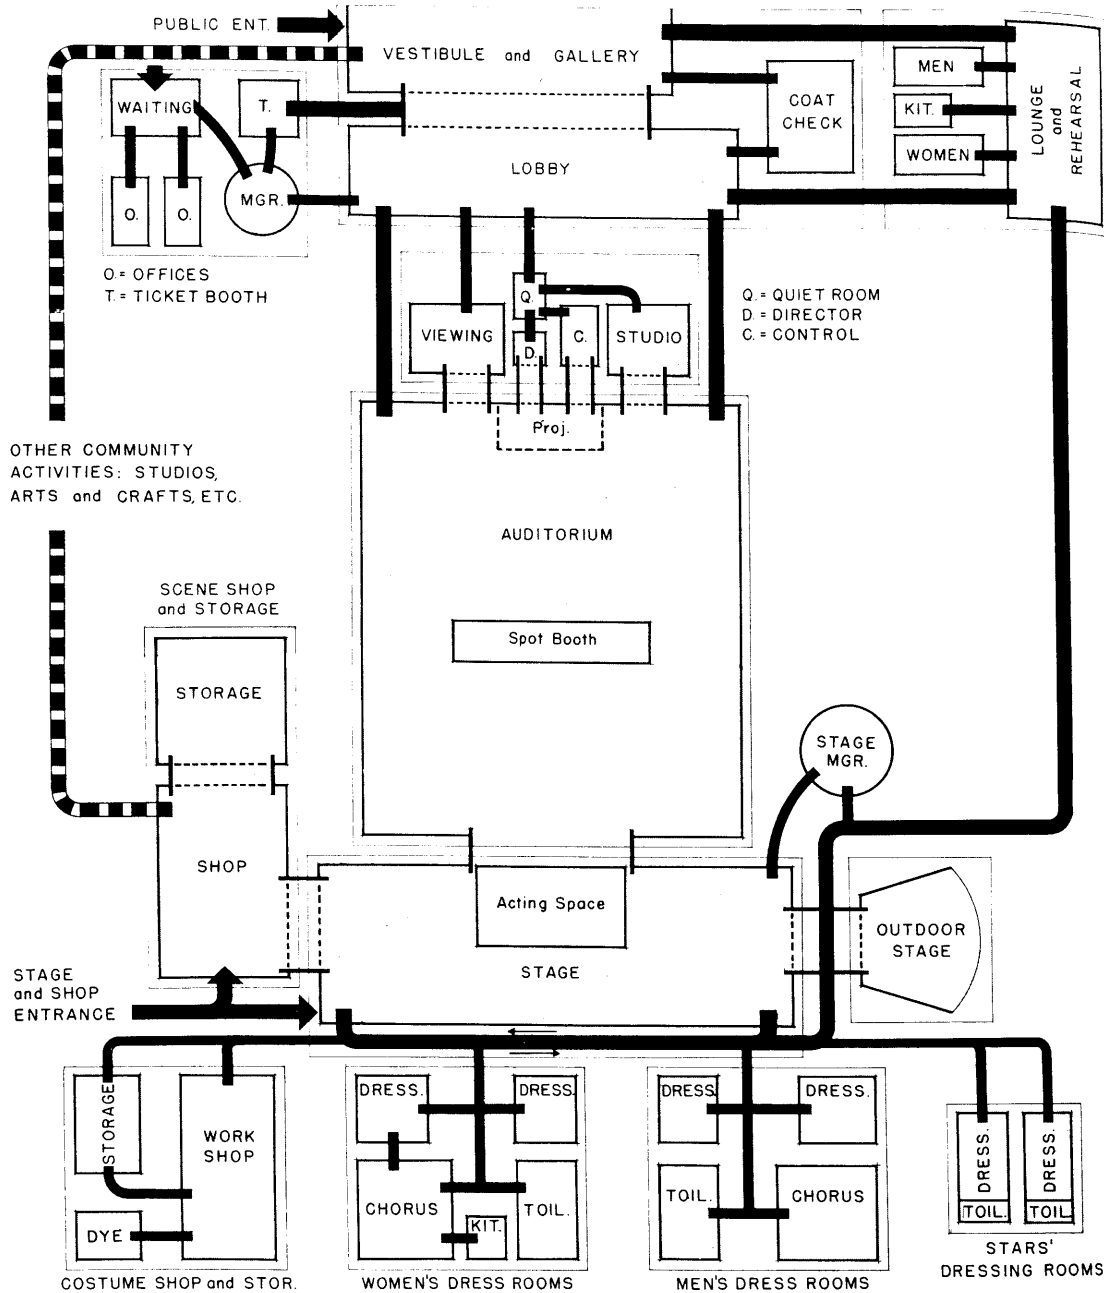 PUBLIC ENT.
VESTIBULE and GALLERY
WAITING
T.
COAT
CHECK
MEN
KIT.
WOMEN
LOUNGE
and
REHEARSAL
LOBBY
MGR.
O.
O.
O.= OFFICES
T.= TICKET BOOTH
Q.
VIEWING
D.
C.
STUDIO
Q.= QUIET ROOM
D.= DIRECTOR
C.= CONTROL
Proj.
OTHER COMMUNITY
ACTIVITIES: STUDIOS,
ARTS and CRAFTS, ETC.
AUDITORIUM
SCENE SHOP
and STORAGE
Spot Booth
STORAGE
STAGE
MGR.
SHOP
Acting Space
OUTDOOR
STAGE
STAGE
STAGE
and SHOP
ENTRANCE
STORAGE
WORK
SHOP
DYE
COSTUME SHOP and STOR.
DRESS.
DRESS.
CHORUS
KIT.
TOIL.
WOMEN'S DRESS ROOMS
DRESS.
DRESS.
TOIL.
CHORUS
MEN'S DRESS ROOMS
DRESS.
DRESS.
TOIL.
TOIL.
STARS'
DRESSING ROOMS